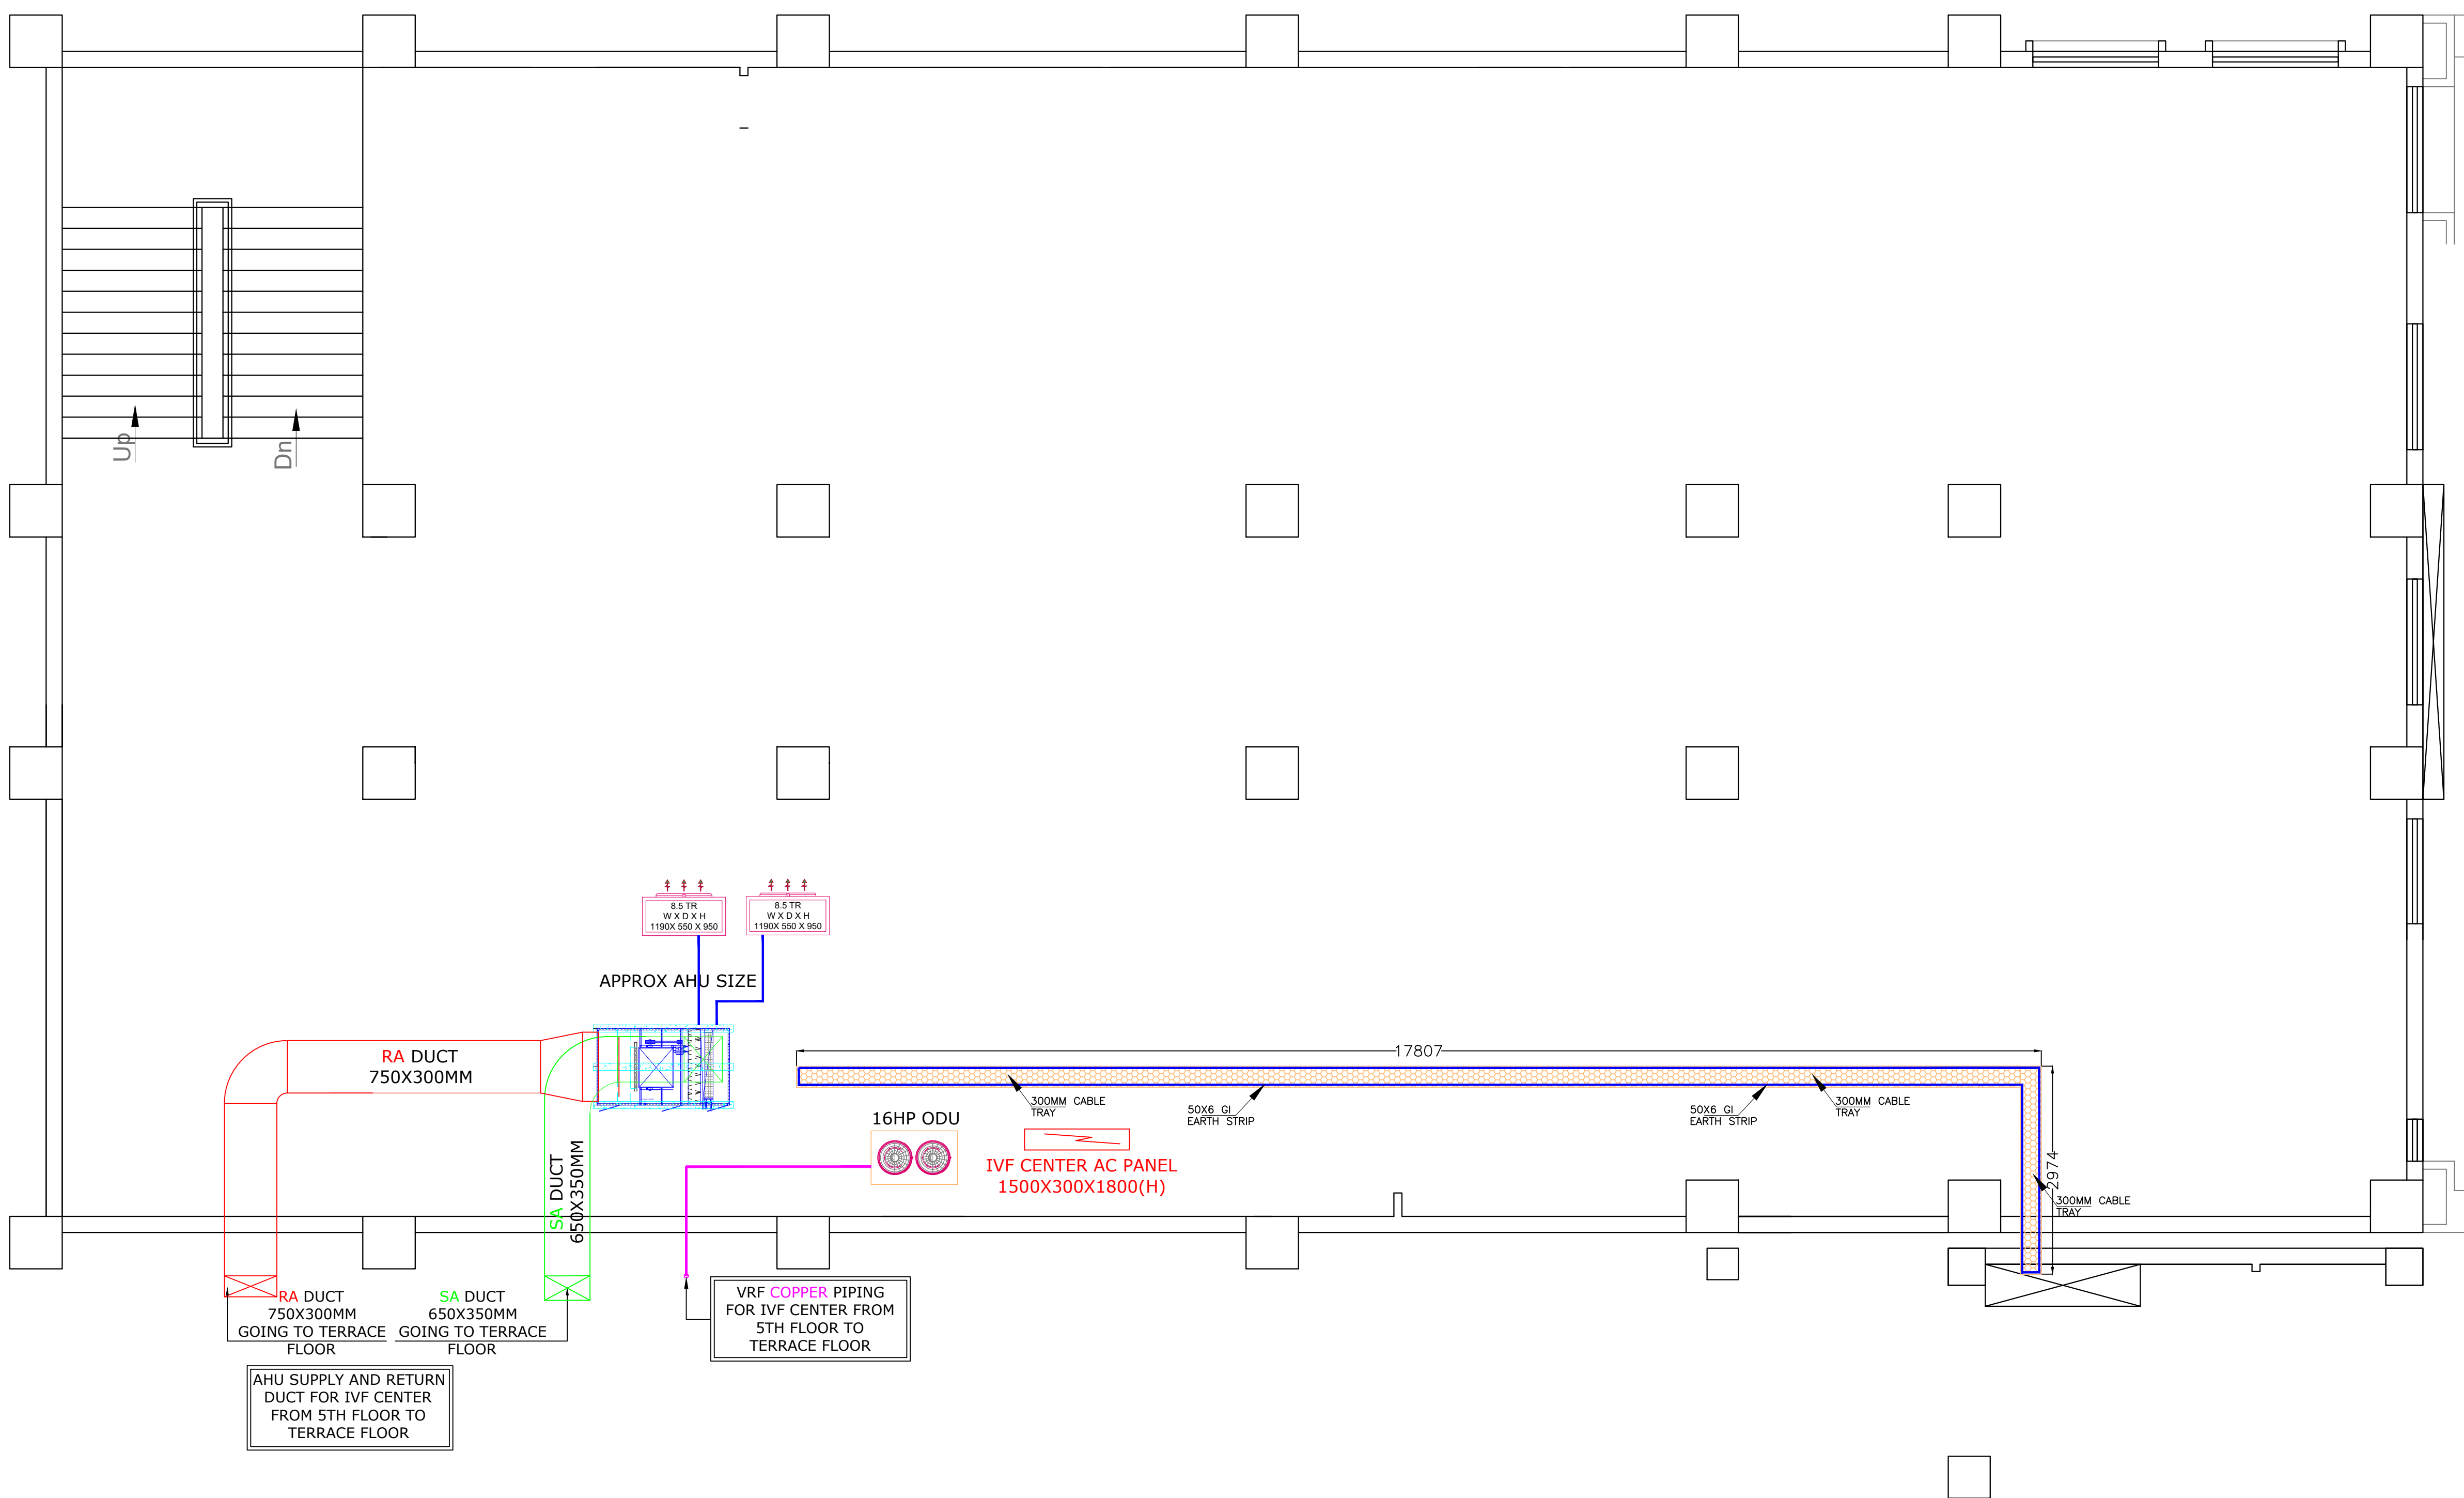 Up
Dn
8.5 TR
W X D X H
1190X 550 X 950
8.5 TR
W X D X H
1190X 550 X 950
APPROX AHU SIZE
RA DUCT
750X300MM
17807
300MM CABLE
TRAY
50X6 GI
EARTH STRIP
50X6 GI
EARTH STRIP
300MM CABLE
TRAY
16HP ODU
IVF CENTER AC PANEL
1500X300X1800(H)
SA DUCT
650X350MM
2974
300MM CABLE
TRAY
RA DUCT
750X300MM
GOING TO TERRACE
FLOOR
SA DUCT
650X350MM
GOING TO TERRACE
FLOOR
VRF COPPER PIPING
FOR IVF CENTER FROM
5TH FLOOR TO
TERRACE FLOOR
AHU SUPPLY AND RETURN
DUCT FOR IVF CENTER
FROM 5TH FLOOR TO
TERRACE FLOOR